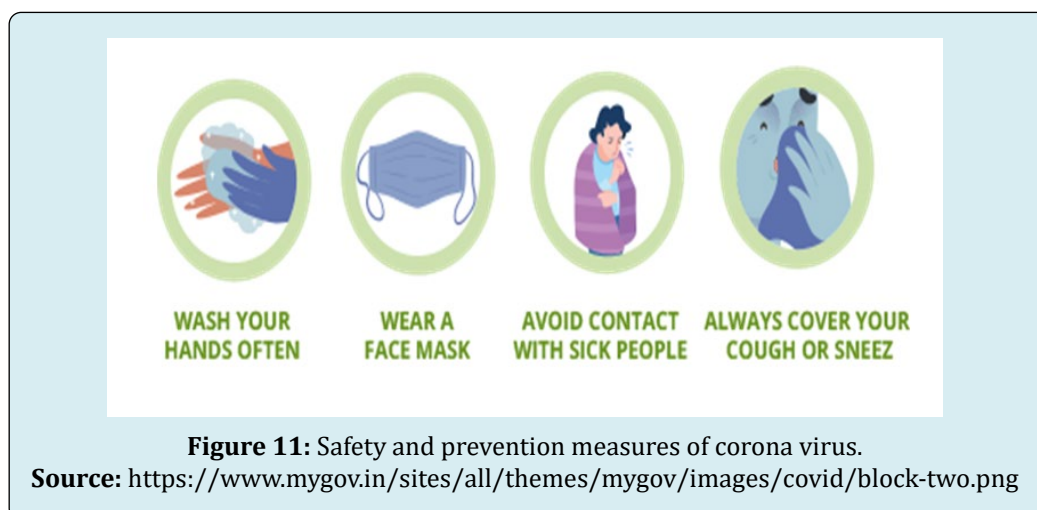 WASH YOUR
HANDS OFTEN
WEAR A
FACE MASK
AVOID CONTACT
WITH SICK PEOPLE
ALWAYS COVER YOUR
COUGH OR SNEEZ
Figure 11: Safety and prevention measures of corona virus.
Source: https://www.mygov.in/sites/all/themes/mygov/images/covid/block-two.png